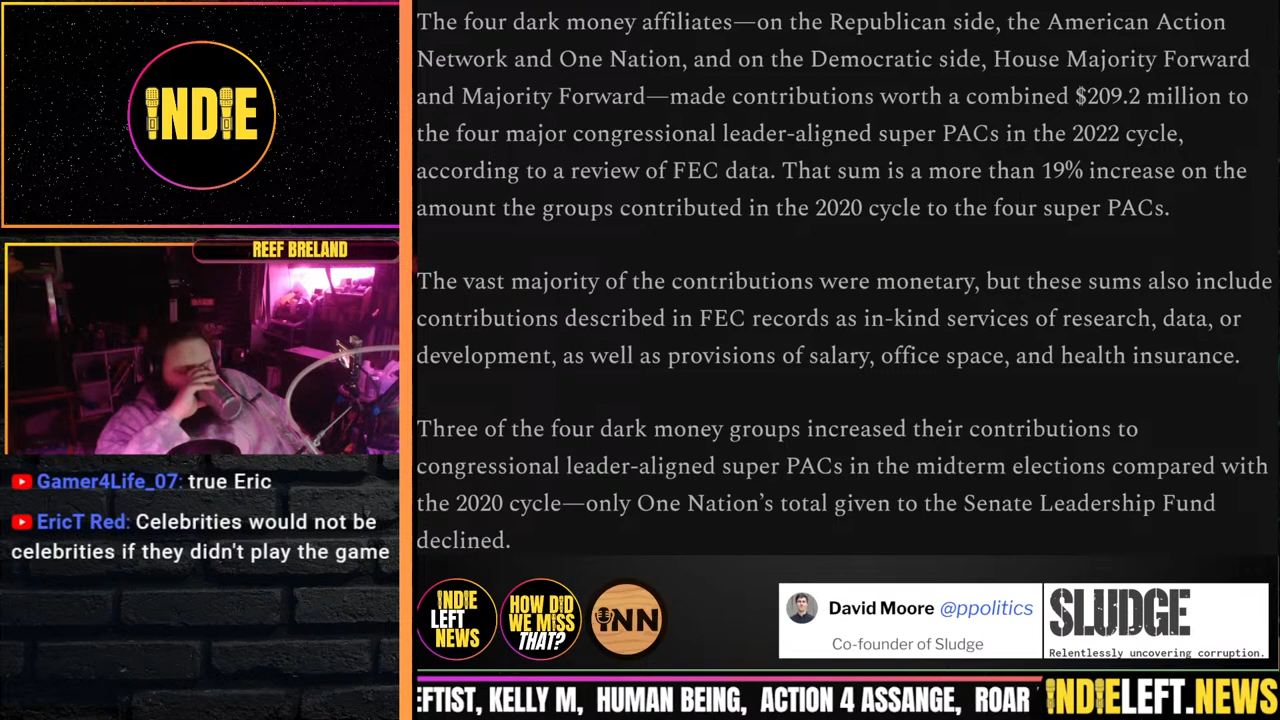 INDIE
REEF BRELAND
Gamer4Life_07: true Eric
EricT Red: Celebrities would not be
celebrities if they didn't play the game
The four dark money affiliates—on the Republican side, the American Action
Network and One Nation, and on the Democratic side, House Majority Forward
and Majority Forward—made contributions worth a combined $209.2 million to
the four major congressional leader-aligned super PACs in the 2022 cycle,
according to a review of FEC data. That sum is a more than 19% increase on the
amount the groups contributed in the 2020 cycle to the four super PACs.
The vast majority of the contributions were monetary, but these sums also include
contributions described in FEC records as in-kind services of research, data, or
development, as well as provisions of salary, office space, and health insurance.
Three of the four dark money groups increased their contributions to
congressional leader-aligned super PACs in the midterm elections compared with
the 2020 cycle—only One Nation’s total given to the Senate Leadership Fund
declined.
INDIE
LEFT
NEWS
HOW DID
WE MISS
THAT?
INN
David Moore @ppolitics
Co-founder of Sludge
SLUDGE
Relentlessly uncovering corruption.
EFTIST, KELLY M, HUMAN BEING, ACTION 4 ASSANGE, ROAR
INDIELEFT.NEWS